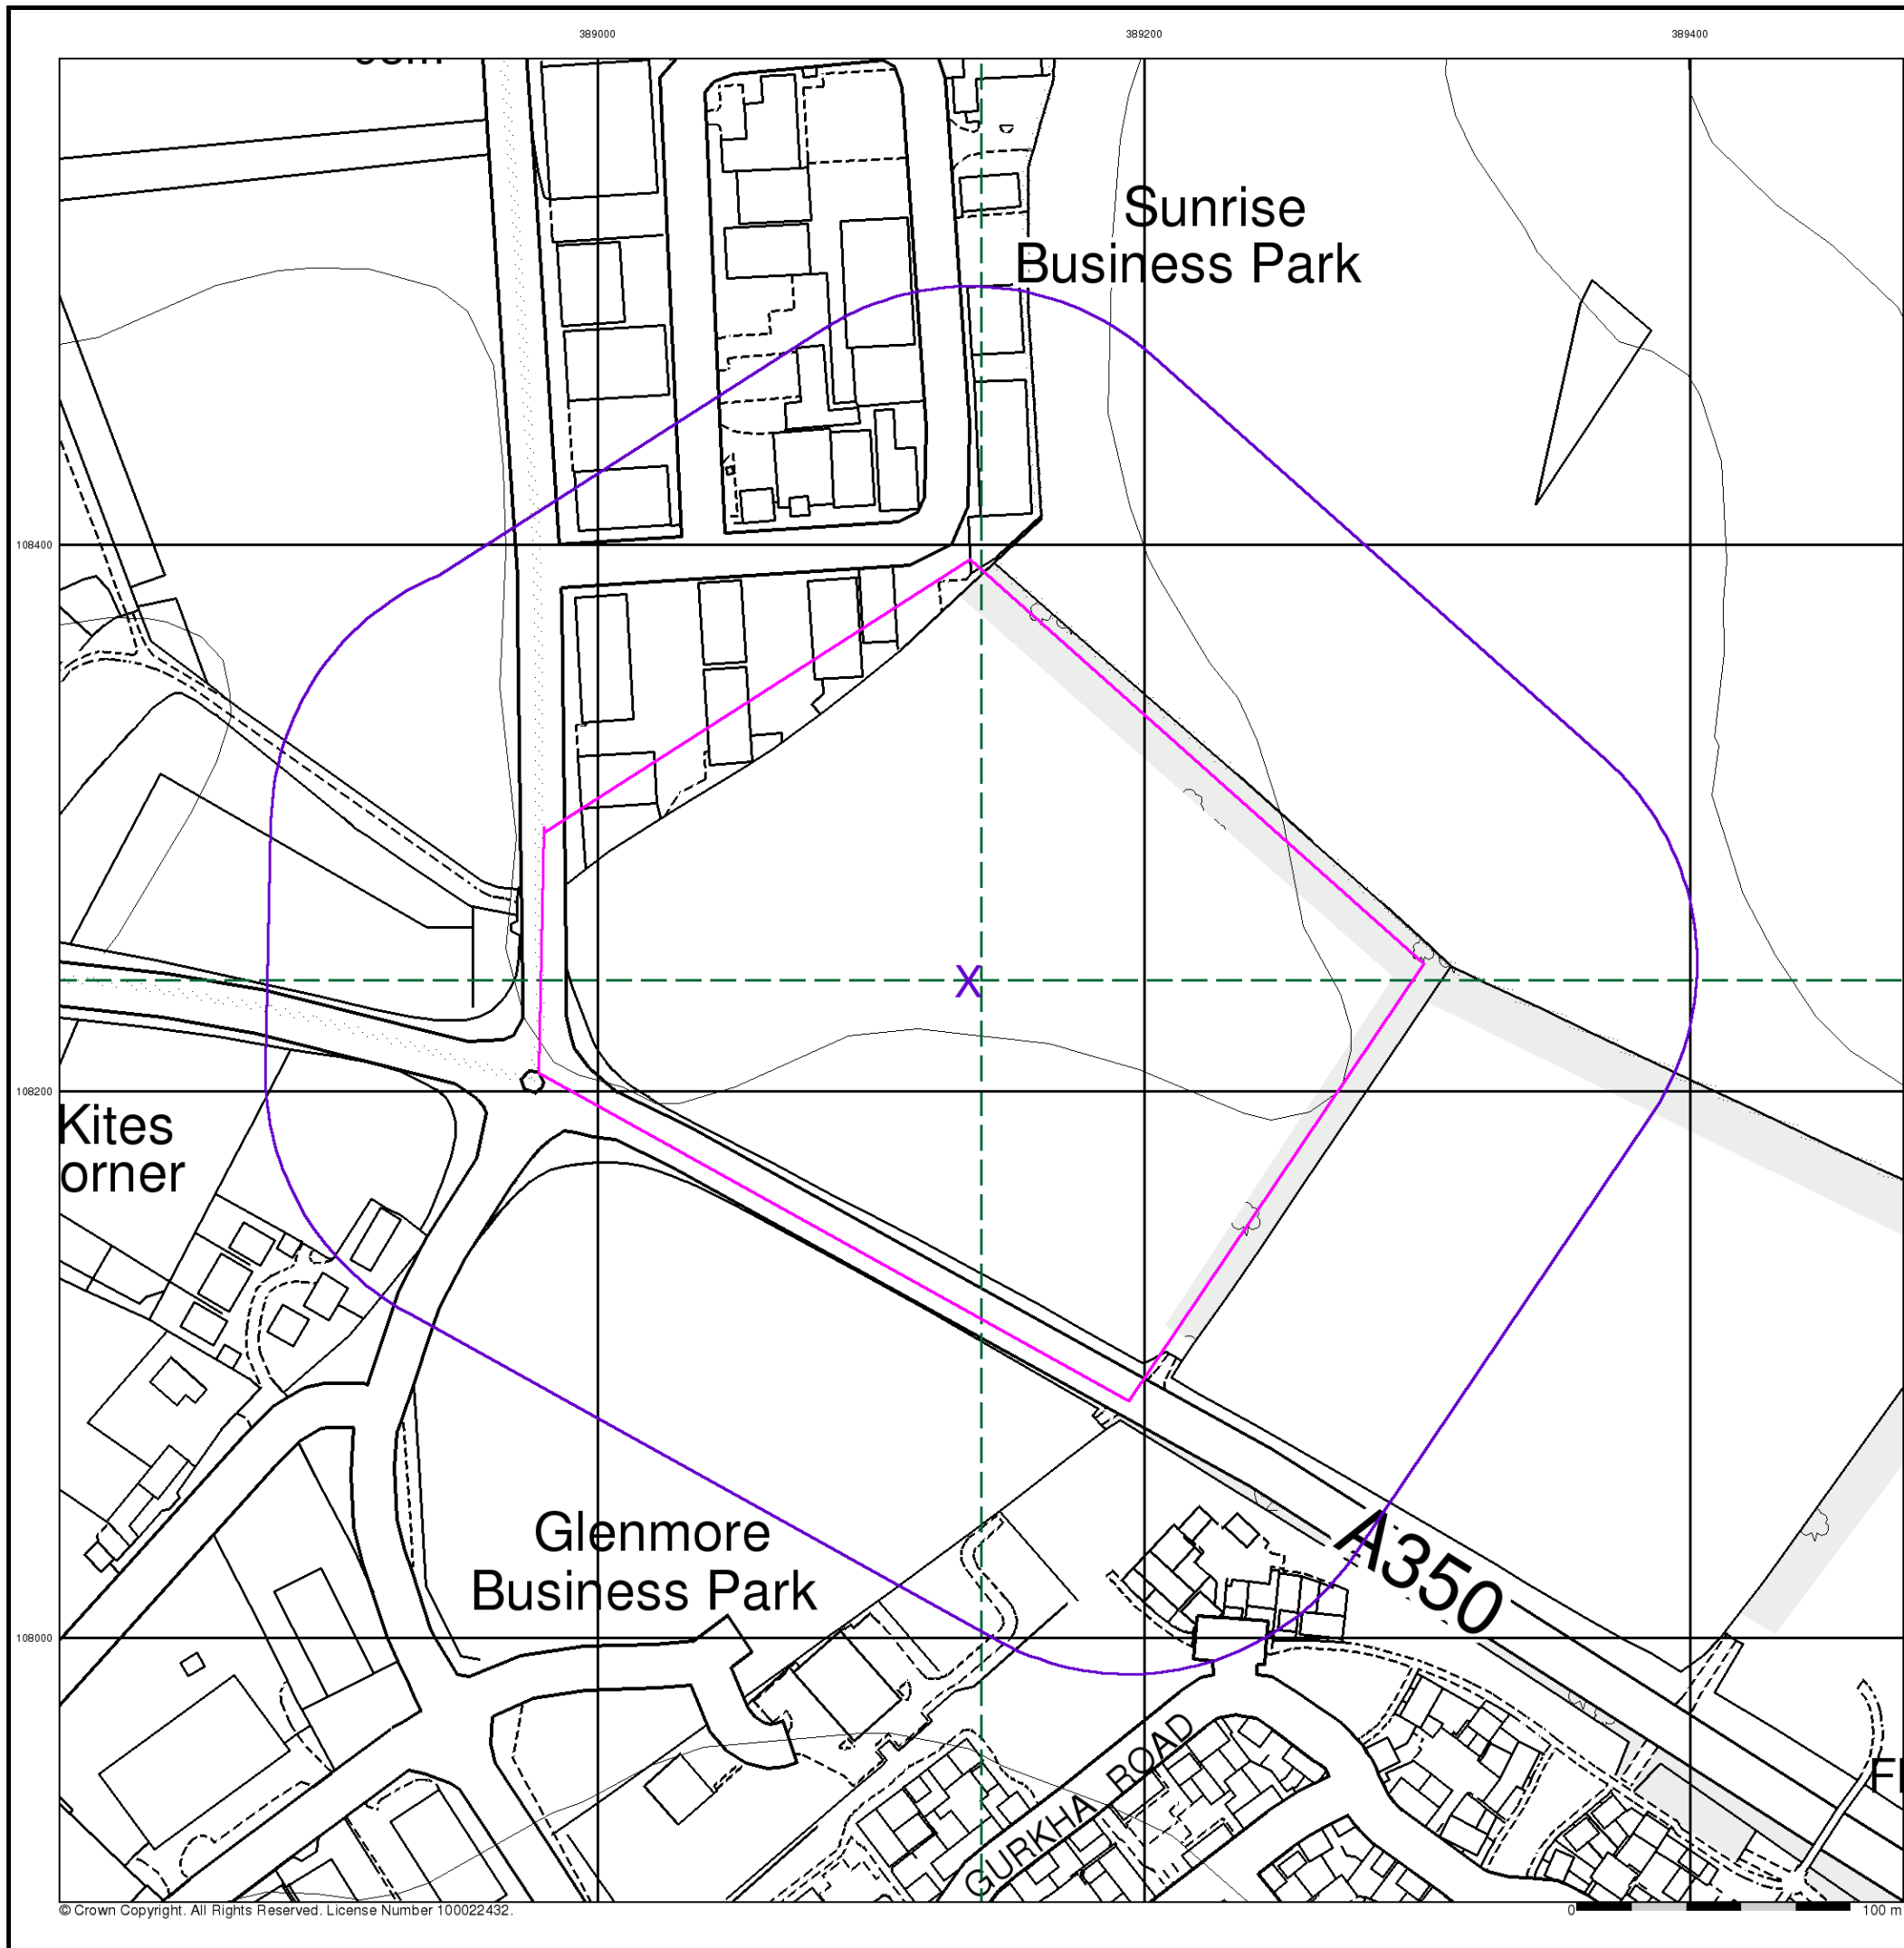 389000
389200
389400
Sunrise
Business Park
108400
X
108200
Kites
orner
Glenmore
Business Park
A350
108000
GURKHA ROAD
© Crown Copyright. All Rights Reserved. License Number 100022432.
0
100 m